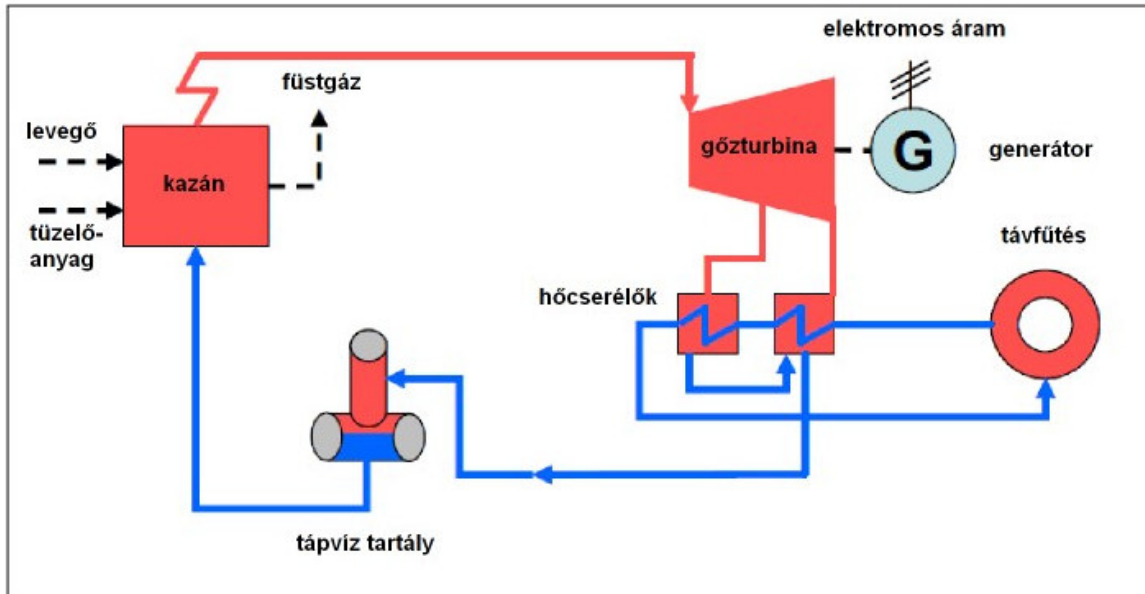 elektromos áram
füstgáz
levegő
kazán
gőzturbina
G
generátor
tüzelő-
anyag
távfűtés
hőcserélők
tápvíz tartály